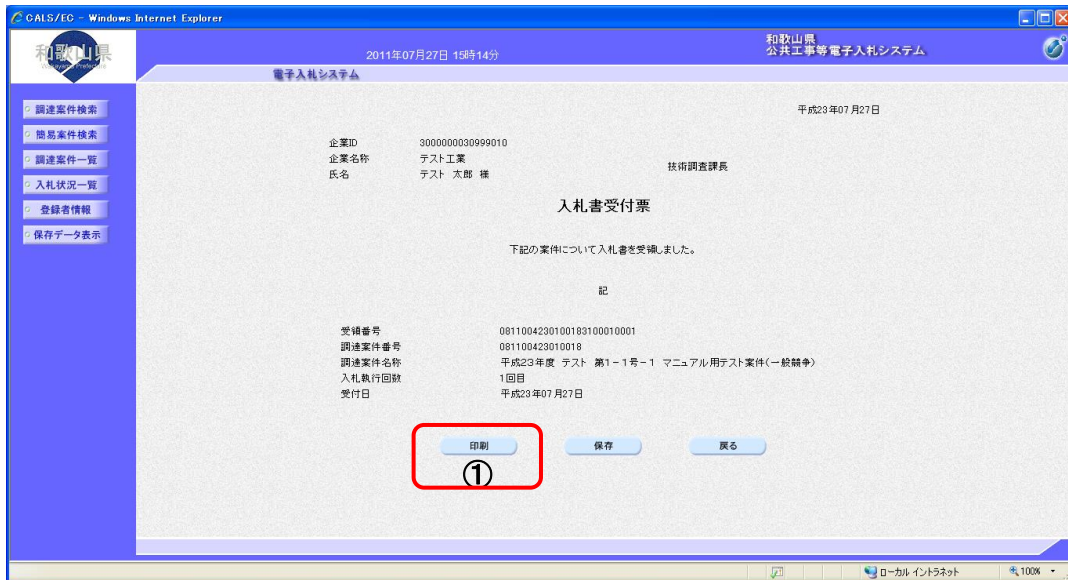 CALS/EC - Windows Internet Explorer
和歌山県
Wakayama Prefecture
2011年07月27日 15時14分
和歌山県
公共工事等電子入札システム
電子入札システム
調達案件検索
簡易案件検索
調達案件一覧
入札状況一覧
登録者情報
保存データ表示
平成23年07月27日
企業ID 3000000030999010
企業名称 テスト工業
氏名 テスト 太郎 様
技術調査課長
入札書受付票
下記の案件について入札書を受領しました。
記
受領番号 0811004230100183100010001
調達案件番号 081100423010018
調達案件名称 平成23年度 テスト 第1-1号-1 マニュアル用テスト案件(一般競争)
入札執行回数 1回目
受付日 平成23年07月27日
印刷 保存 戻る
①
ローカル イントラネット 100%